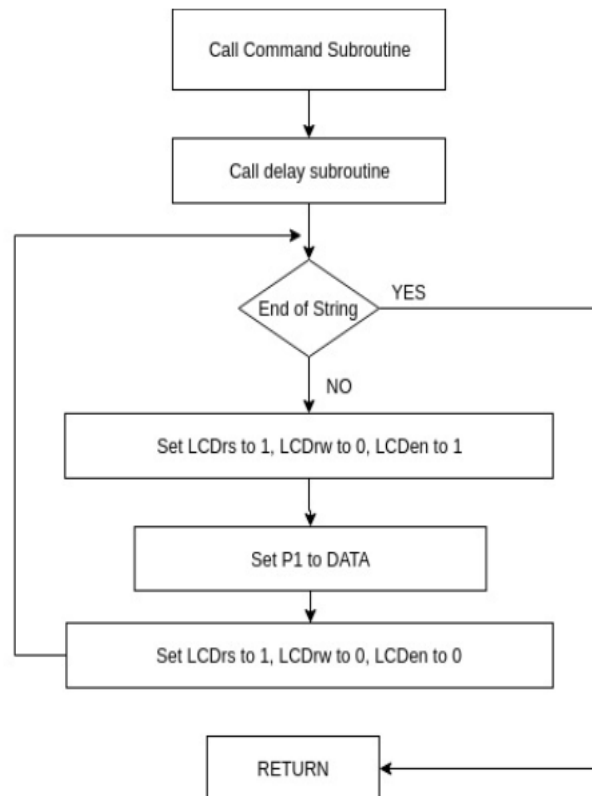 Call Command Subroutine
Call delay subroutine
End of String
YES
NO
Set LCDrs to 1, LCDrw to 0, LCDen to 1
Set P1 to DATA
Set LCDrs to 1, LCDrw to 0, LCDen to 0
RETURN